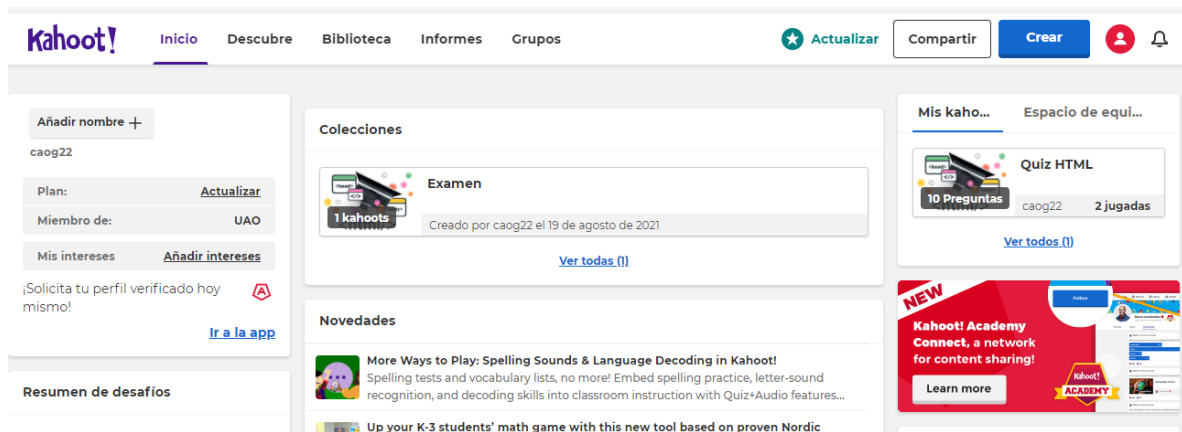 Kahoot!
Inicio
Descubre
Biblioteca
Informes
Grupos
Actualizar
Compartir
Crear
Añadir nombre +
caog22
Plan: Actualizar
Miembro de: UAO
Mis intereses Añadir intereses
¡Solicita tu perfil verificado hoy
mismo!
Ir a la app
Resumen de desafíos
Colecciones
Examen
1 kahoots
Creado por caog22 el 19 de agosto de 2021
Ver todas (1)
Novedades
More Ways to Play: Spelling Sounds & Language Decoding in Kahoot!
Spelling tests and vocabulary lists, no more! Embed spelling practice, letter-sound
recognition, and decoding skills into classroom instruction with Quiz+Audio features...
Up your K-3 students' math game with this new tool based on proven Nordic
Mis kaho...
Espacio de equi...
Quiz HTML
10 Preguntas
caog22 2 jugadas
Ver todos (1)
NEW
Kahoot! Academy
Connect, a network
for content sharing!
Learn more
Follow
Kahoot!
ACADEMY